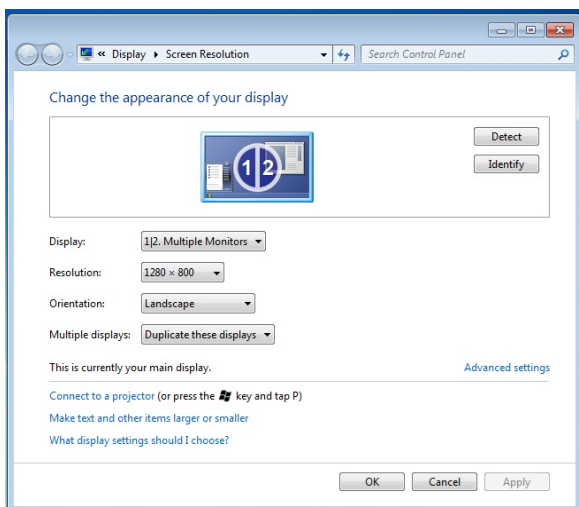 « Display ▸ Screen Resolution
Search Control Panel
Change the appearance of your display
1|2
Detect
Identify
Display: 1|2. Multiple Monitors
Resolution: 1280 × 800
Orientation: Landscape
Multiple displays: Duplicate these displays
This is currently your main display. Advanced settings
Connect to a projector (or press the key and tap P)
Make text and other items larger or smaller
What display settings should I choose?
OK Cancel Apply